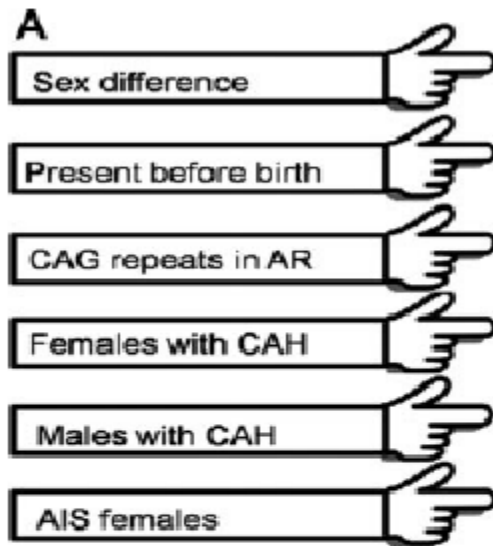 A
Sex difference
Present before birth
CAG repeats in AR
Females with CAH
Males with CAH
AIS females